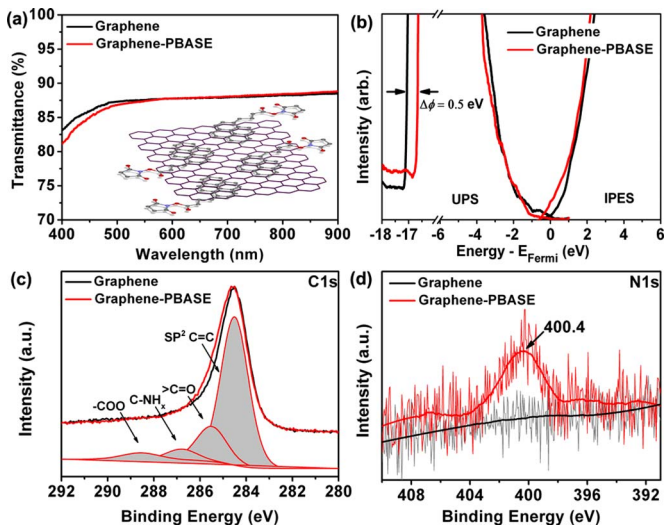 (a)
Graphene
Graphene-PBASE
Transmittance (%)
100
95
90
85
80
75
70
400 500 600 700 800 900
Wavelength (nm)
(b)
Graphene
Graphene-PBASE
Intensity (arb.)
Δϕ = 0.5 eV
UPS
IPES
-18 -17 -4 -2 0 2 4 6
Energy - E_Fermi (eV)
(c)
C1s
Graphene
Graphene-PBASE
Intensity (a.u.)
SP² C=C
>C=O
C-NHₓ
-COO
292 290 288 286 284 282 280
Binding Energy (eV)
(d)
N1s
Graphene
Graphene-PBASE
Intensity (a.u.)
400.4
408 404 400 396 392
Binding Energy (eV)